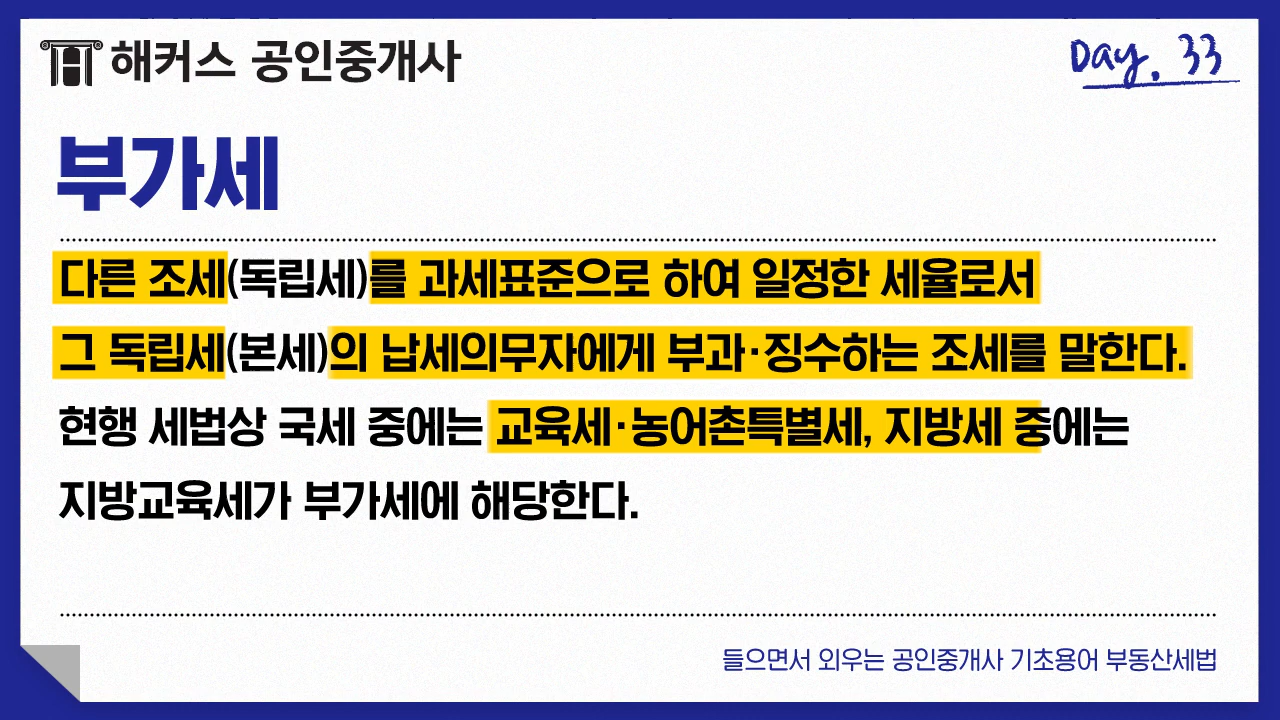 해커스 공인중개사
Day. 33
부가세
다른 조세(독립세)를 과세표준으로 하여 일정한 세율로서
그 독립세(본세)의 납세의무자에게 부과·징수하는 조세를 말한다.
현행 세법상 국세 중에는 교육세·농어촌특별세, 지방세 중에는
지방교육세가 부가세에 해당한다.
들으면서 외우는 공인중개사 기초용어 부동산세법